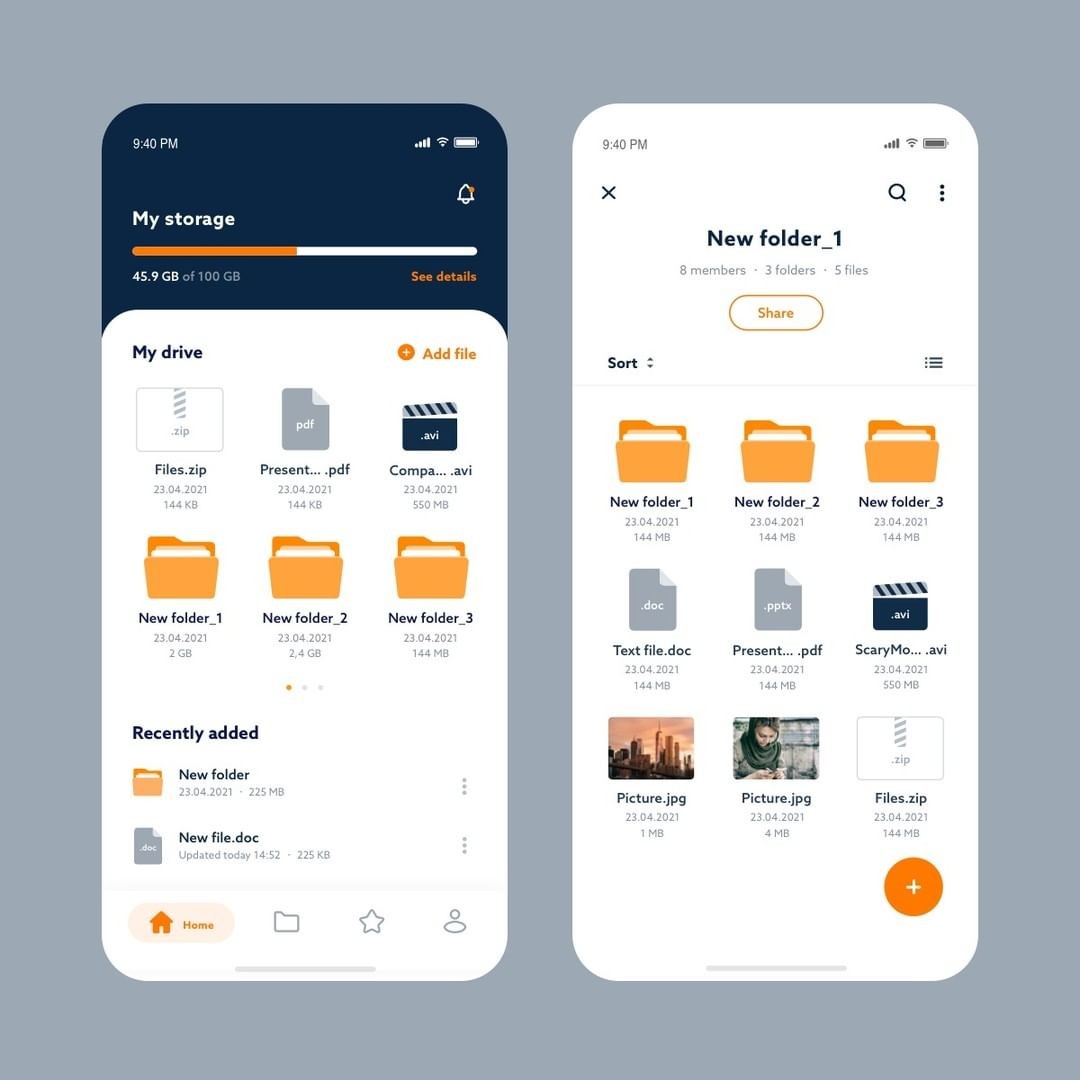 9:40 PM
My storage
45.9 GB of 100 GB
See details
My drive
Add file
.zip
pdf
.avi
Files.zip
Present... .pdf
Compa... .avi
23.04.2021
23.04.2021
23.04.2021
144 KB
144 KB
550 MB
New folder_1
New folder_2
New folder_3
23.04.2021
23.04.2021
23.04.2021
2 GB
2,4 GB
144 MB
Recently added
New folder
23.04.2021 · 225 MB
.doc
New file.doc
Updated today 14:52 · 225 KB
Home
9:40 PM
New folder_1
8 members · 3 folders · 5 files
Share
Sort
New folder_1
New folder_2
New folder_3
23.04.2021
23.04.2021
23.04.2021
144 MB
144 MB
144 MB
.doc
.pptx
.avi
Text file.doc
Present... .pdf
ScaryMo... .avi
23.04.2021
23.04.2021
23.04.2021
144 MB
144 MB
550 MB
.zip
Picture.jpg
Picture.jpg
Files.zip
23.04.2021
23.04.2021
23.04.2021
1 MB
4 MB
144 MB